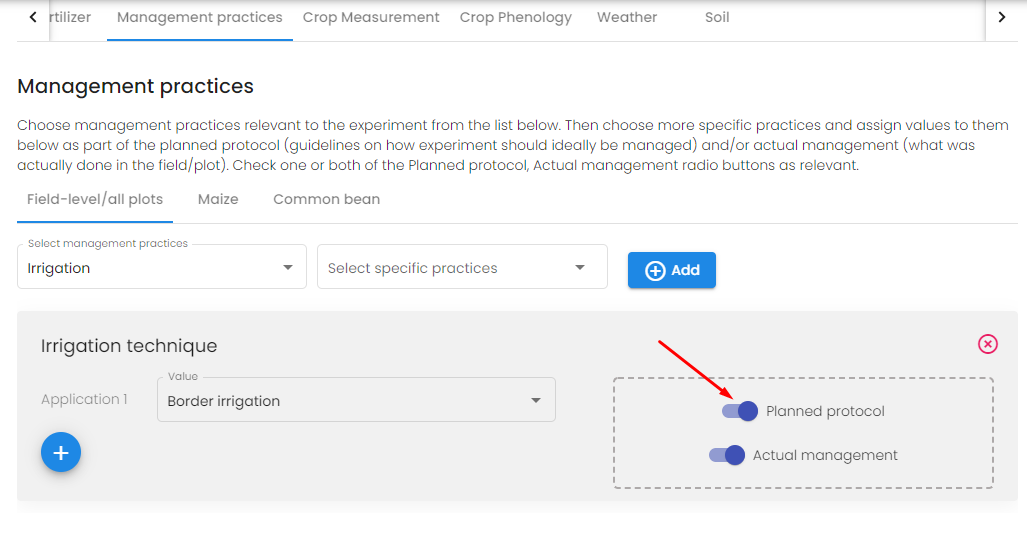 rtilizer Management practices Crop Measurement Crop Phenology Weather Soil
Management practices
Choose management practices relevant to the experiment from the list below. Then choose more specific practices and assign values to them
below as part of the planned protocol (guidelines on how experiment should ideally be managed) and/or actual management (what was
actually done in the field/plot). Check one or both of the Planned protocol, Actual management radio buttons as relevant.
Field-level/all plots Maize Common bean
Select management practices
Irrigation Select specific practices Add
Irrigation technique
Value
Application 1 Border irrigation
Planned protocol
+
Actual management